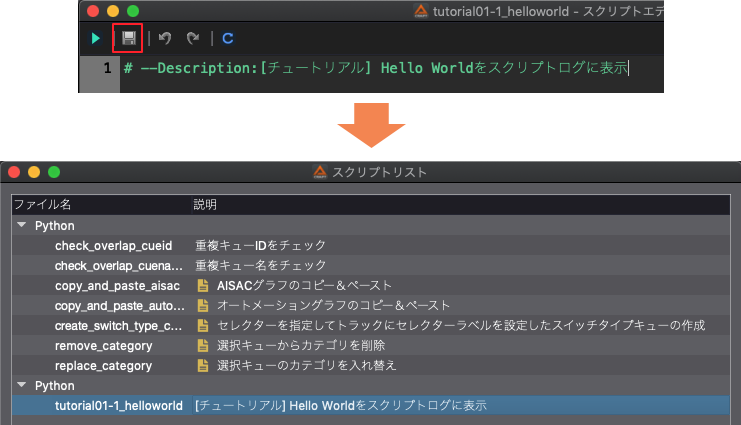 tutorial01-1_helloworld - スクリプトエデ
1 # --Description:[チュートリアル] Hello Worldをスクリプトログに表示
スクリプトリスト
ファイル名 説明
Python
check_overlap_cueid 重複キューIDをチェック
check_overlap_cuena... 重複キュー名をチェック
copy_and_paste_aisac AISACグラフのコピー＆ペースト
copy_and_paste_auto... オートメーショングラフのコピー＆ペースト
create_switch_type_c... セレクターを指定してトラックにセレクターラベルを設定したスイッチタイプキューの作成
remove_category 選択キューからカテゴリを削除
replace_category 選択キューのカテゴリを入れ替え
Python
tutorial01-1_helloworld [チュートリアル] Hello Worldをスクリプトログに表示